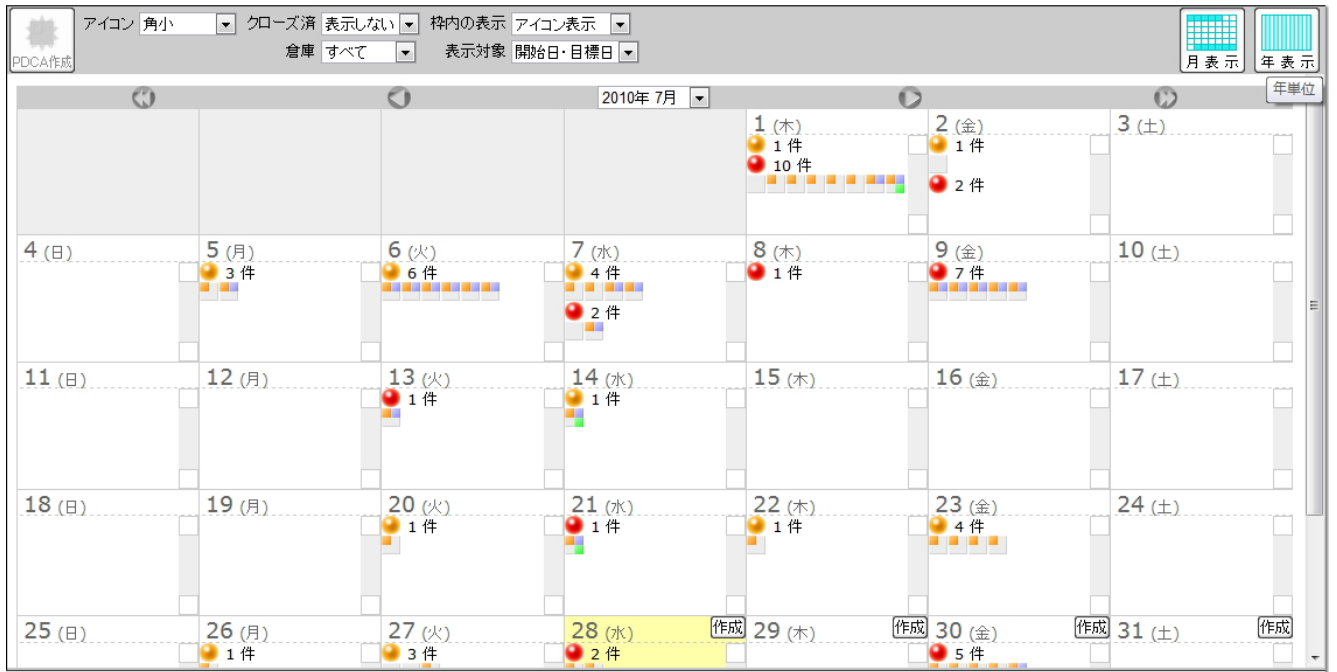 アイコン 角小 クローズ済 表示しない 枠内の表示 アイコン表示
倉庫 すべて 表示対象 開始日・目標日
PDCA作成
月表示 年表示
年単位
2010年 7月
1 (木) 2 (金) 3 (土)
1 件 1 件
10 件
2 件
4 (日) 5 (月) 6 (火) 7 (水) 8 (木) 9 (金) 10 (土)
3 件 6 件 4 件 1 件 7 件
2 件
11 (日) 12 (月) 13 (火) 14 (水) 15 (木) 16 (金) 17 (土)
1 件 1 件
18 (日) 19 (月) 20 (火) 21 (水) 22 (木) 23 (金) 24 (土)
1 件 1 件 1 件 4 件
25 (日) 26 (月) 27 (火) 28 (水) 作成 29 (木) 作成 30 (金) 作成 31 (土) 作成
1 件 3 件 2 件 5 件